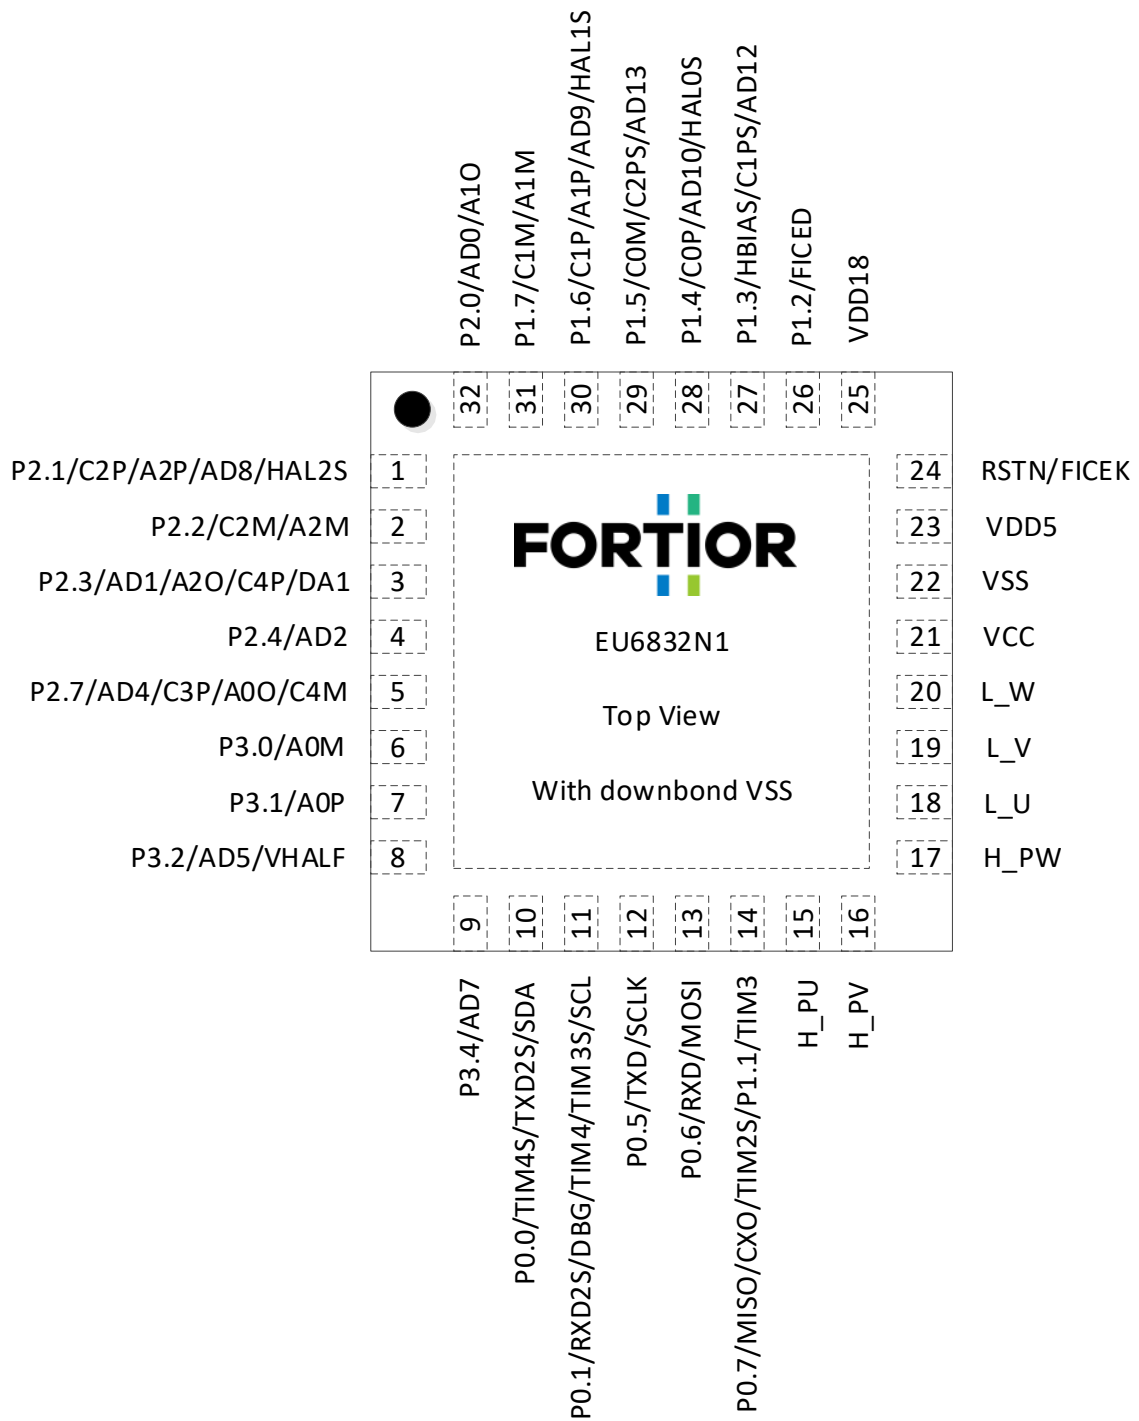 P2.0/AD0/A1O
P1.7/C1M/A1M
P1.6/C1P/A1P/AD9/HAL1S
P1.5/C0M/C2PS/AD13
P1.4/C0P/AD10/HAL0S
P1.3/HBIAS/C1PS/AD12
P1.2/FICED
VDD18
32
31
30
29
28
27
26
25
P2.1/C2P/A2P/AD8/HAL2S 1
P2.2/C2M/A2M 2
P2.3/AD1/A2O/C4P/DA1 3
P2.4/AD2 4
P2.7/AD4/C3P/A0O/C4M 5
P3.0/A0M 6
P3.1/A0P 7
P3.2/AD5/VHALF 8
FORTIOR
EU6832N1
Top View
With downbond VSS
24 RSTN/FICEK
23 VDD5
22 VSS
21 VCC
20 L_W
19 L_V
18 L_U
17 H_PW
9
10
11
12
13
14
15
16
P3.4/AD7
P0.0/TIM4S/TXD2S/SDA
P0.1/RXD2S/DBG/TIM4/TIM3S/SCL
P0.5/TXD/SCLK
P0.6/RXD/MOSI
P0.7/MISO/CXO/TIM2S/P1.1/TIM3
H_PU
H_PV